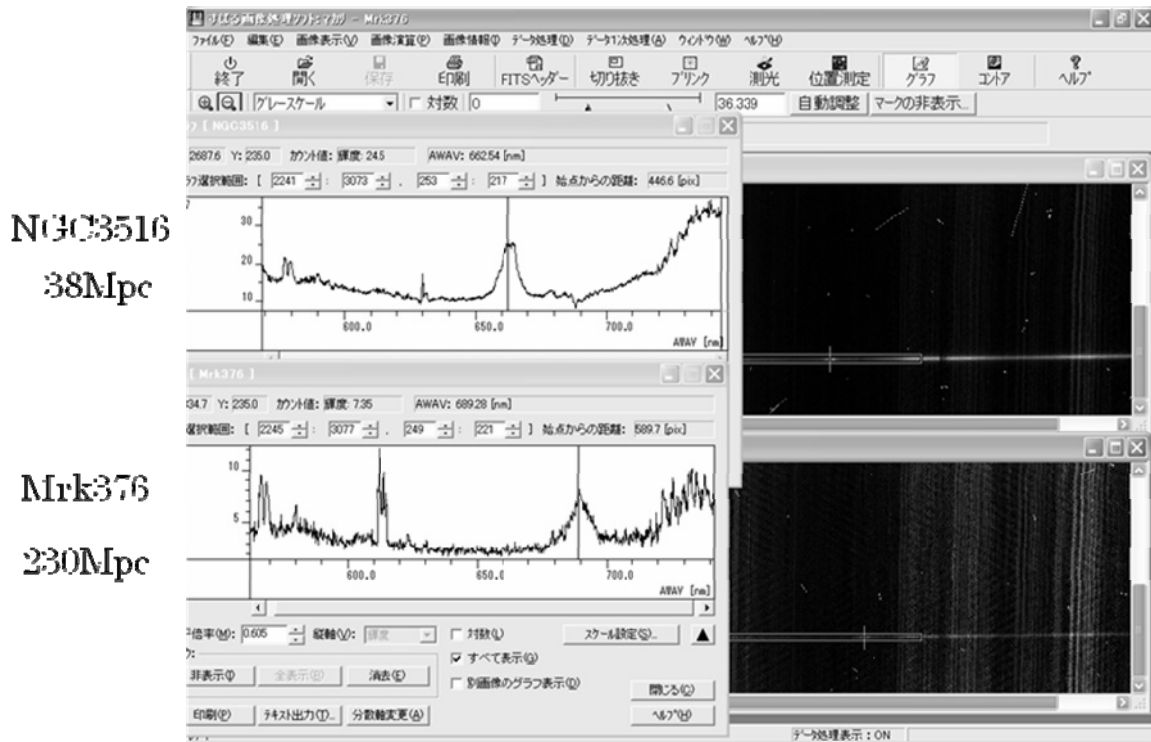 すばる画像処理ソフト:マカリ - Mrk376
ファイル(F) 編集(E) 画像表示(V) 画像演算(P) 画像情報(I) データ処理(D) データ1次処理(A) ウィンドウ(W) ヘルプ(H)
終了 開く 保存 印刷 FITSヘッダー 切り抜き ブリンク 測光 位置測定 グラフ コントア ヘルプ
グレースケール 対数 0 36.339 自動調整 マークの非表示...
[ NGC3516 ]
2687.6 Y: 235.0 カウント値: 輝度: 24.5 AWAV: 662.54 [nm]
選択範囲: [ 2241 : 3073 , 253 : 217 ] 始点からの距離: 446.6 [pix]
NGC3516
38Mpc
30
20
10
600.0 650.0 700.0
AWAV [nm]
[ Mrk376 ]
34.7 Y: 235.0 カウント値: 輝度: 7.35 AWAV: 689.28 [nm]
選択範囲: [ 2245 : 3077 , 249 : 221 ] 始点からの距離: 589.7 [pix]
Mrk376
230Mpc
10
5
600.0 650.0 700.0
AWAV [nm]
倍率(M): 0.605 縦軸(V): 輝度 対数(L) スケール設定(S)...
すべて表示(G)
非表示(I) 全表示(B) 消去(E) 別画像のグラフ表示(D)
閉じる(C)
印刷(P) テキスト出力(T)... 分散軸変更(A) ヘルプ(H)
データ処理表示:ON